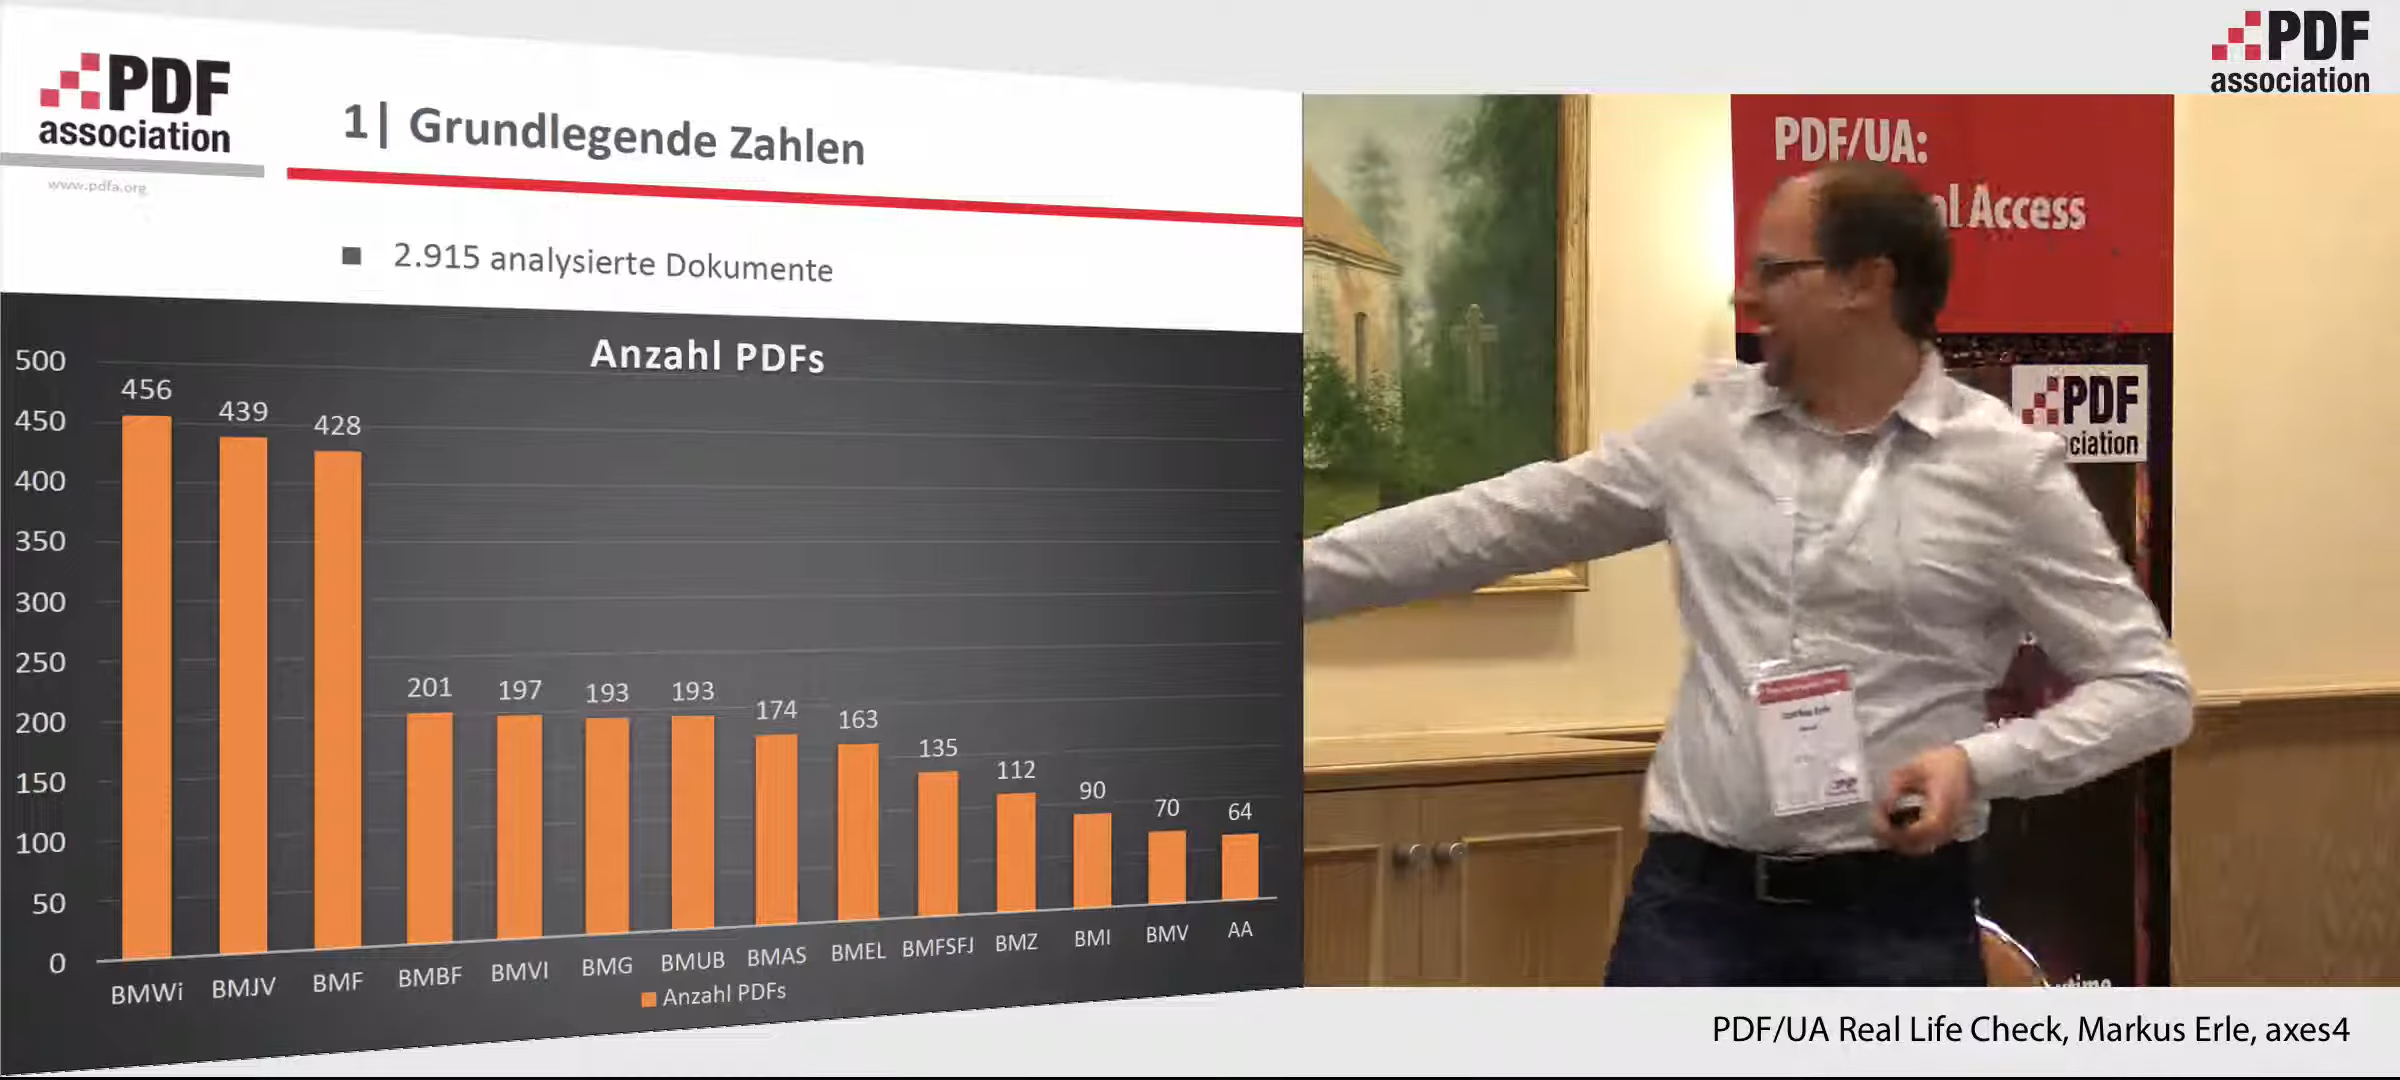 PDF
association
www.pdfa.org
1| Grundlegende Zahlen
■ 2.915 analysierte Dokumente
Anzahl PDFs
500
450
400
350
300
250
200
150
100
50
0
456
439
428
201
197
193
193
174
163
135
112
90
70
64
BMWi
BMJV
BMF
BMBF
BMVI
BMG
BMUB
BMAS
BMEL
BMFSFJ
BMZ
BMI
BMV
AA
Anzahl PDFs
PDF
association
PDF/UA:
al Access
PDF
ciation
PDF/UA Real Life Check, Markus Erle, axes4